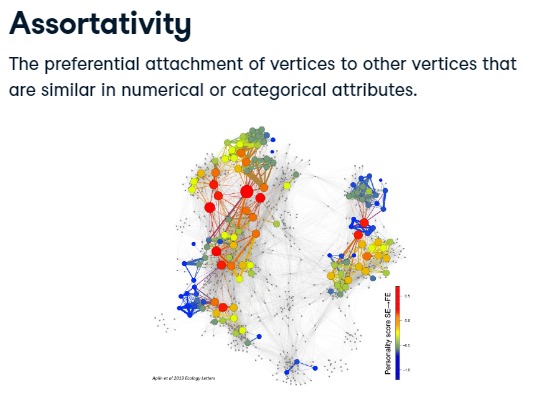 Assortativity
The preferential attachment of vertices to other vertices that
are similar in numerical or categorical attributes.
Personality score SE→FE
Aplin et al 2013 Ecology Letters